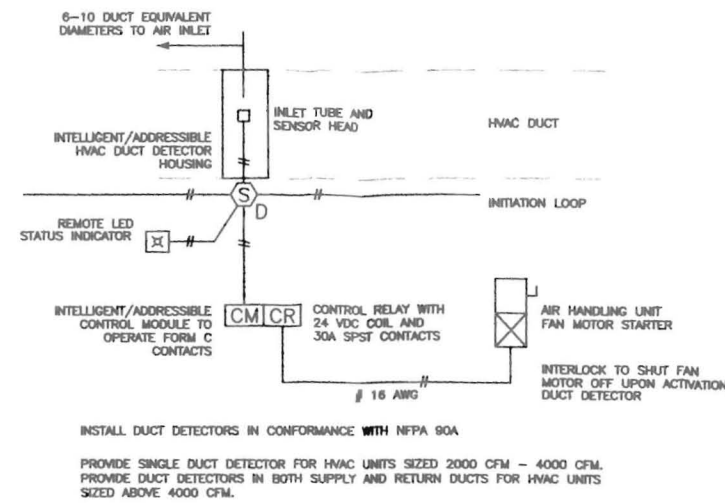 6-10 DUCT EQUIVALENT
DIAMETERS TO AIR INLET
INLET TUBE AND
SENSOR HEAD
HVAC DUCT
INTELLIGENT/ADDRESSIBLE
HVAC DUCT DETECTOR
HOUSING
S
D
INITIATION LOOP
REMOTE LED
STATUS INDICATOR
INTELLIGENT/ADDRESSIBLE
CONTROL MODULE TO
OPERATE FORM C
CONTACTS
CM CR
CONTROL RELAY WITH
24 VDC COIL AND
30A SPST CONTACTS
AIR HANDLING UNIT
FAN MOTOR STARTER
# 16 AWG
INTERLOCK TO SHUT FAN
MOTOR OFF UPON ACTIVATION
DUCT DETECTOR
INSTALL DUCT DETECTORS IN CONFORMANCE WITH NFPA 90A
PROVIDE SINGLE DUCT DETECTOR FOR HVAC UNITS SIZED 2000 CFM - 4000 CFM.
PROVIDE DUCT DETECTORS IN BOTH SUPPLY AND RETURN DUCTS FOR HVAC UNITS
SIZED ABOVE 4000 CFM.